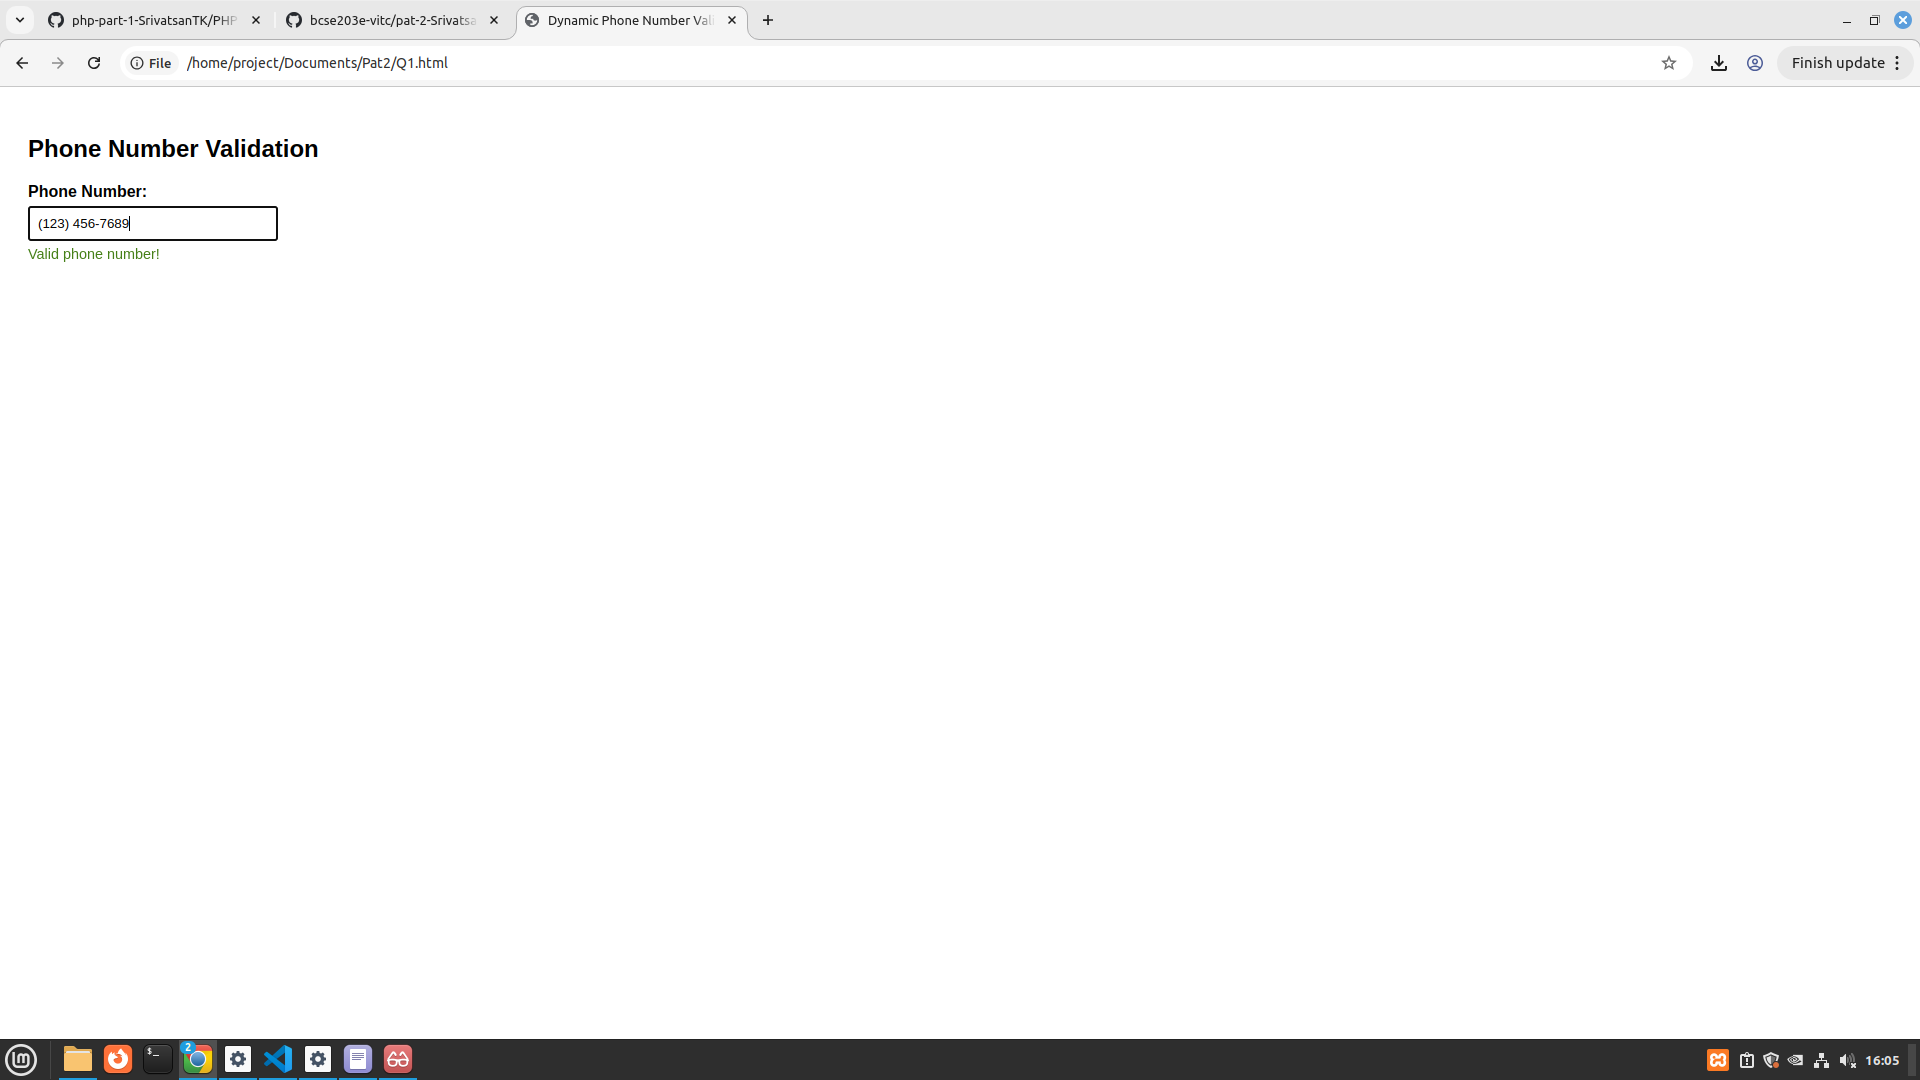 php-part-1-SrivatsanTK/PHP
bcse203e-vitc/pat-2-Srivatsa
Dynamic Phone Number Val
File
/home/project/Documents/Pat2/Q1.html
Finish update
Phone Number Validation
Phone Number:
(123) 456-7689
Valid phone number!
$_
2
16:05